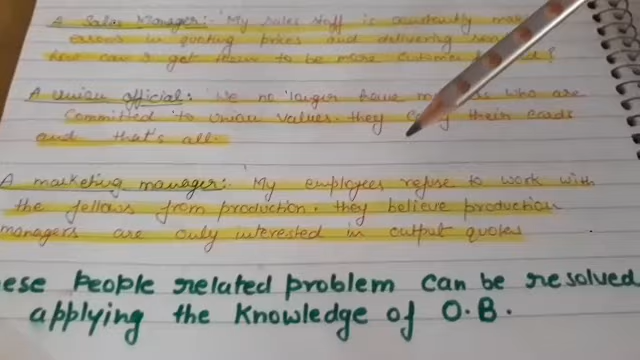 A Sales Manager:- My sales staff is constantly
errors in quoting prices and delivering
how can I get them to be more customer
A Union official: We no longer have who are
committed to Union values. they carry their cards
and that's all.
A marketing manager:- My employees refuse to work with
the fellows from production. they believe production
managers are only interested in output quotas
ese People related problem can be resolved
applying the Knowledge of O.B.